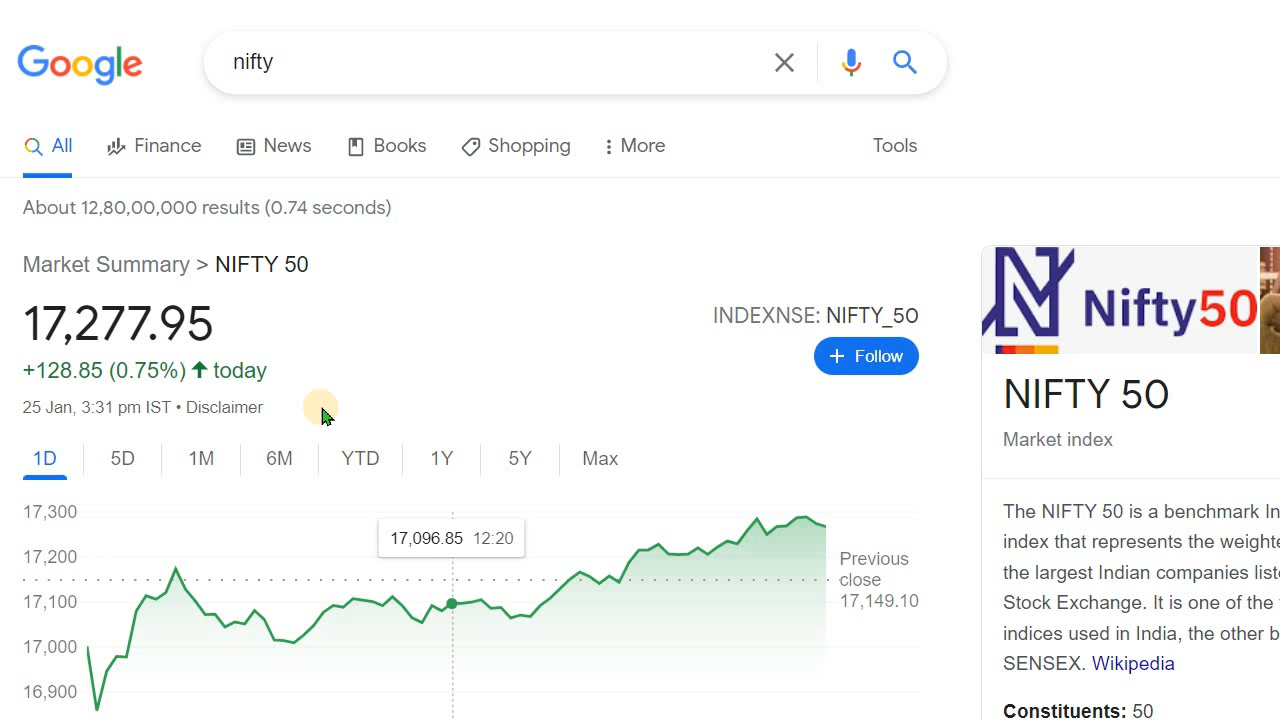 Google
nifty
All Finance News Books Shopping More Tools
About 12,80,00,000 results (0.74 seconds)
Market Summary > NIFTY 50
17,277.95
+128.85 (0.75%) ↑ today
25 Jan, 3:31 pm IST • Disclaimer
INDEXNSE: NIFTY_50
+ Follow
1D 5D 1M 6M YTD 1Y 5Y Max
17,300
17,200
17,100
17,000
16,900
17,096.85 12:20
Previous
close
17,149.10
Nifty50
NIFTY 50
Market index
The NIFTY 50 is a benchmark In
index that represents the weighte
the largest Indian companies liste
Stock Exchange. It is one of the
indices used in India, the other b
SENSEX. Wikipedia
Constituents: 50